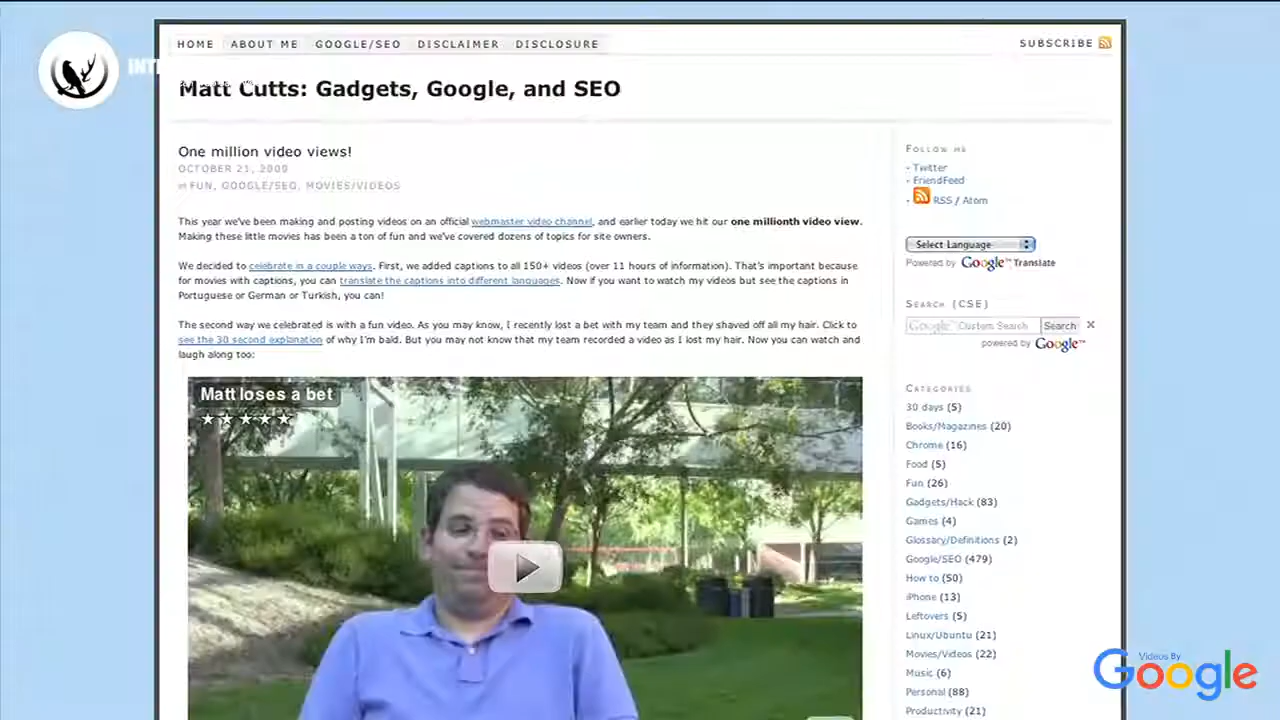 HOME ABOUT ME GOOGLE/SEO DISCLAIMER DISCLOSURE
SUBSCRIBE
Matt Cutts: Gadgets, Google, and SEO
One million video views!
OCTOBER 21, 2009
in FUN, GOOGLE/SEO, MOVIES/VIDEOS
This year we've been making and posting videos on an official webmaster video channel, and earlier today we hit our one millionth video view.
Making these little movies has been a ton of fun and we've covered dozens of topics for site owners.
We decided to celebrate in a couple ways. First, we added captions to all 150+ videos (over 11 hours of information). That's important because
for movies with captions, you can translate the captions into different languages. Now if you want to watch my videos but see the captions in
Portuguese or German or Turkish, you can!
The second way we celebrated is with a fun video. As you may know, I recently lost a bet with my team and they shaved off all my hair. Click to
see the 30 second explanation of why I'm bald. But you may not know that my team recorded a video as I lost my hair. Now you can watch and
laugh along too:
Matt loses a bet
FOLLOW ME
- Twitter
- FriendFeed
- RSS / Atom
Select Language
Powered by Google™ Translate
SEARCH (CSE)
Google™ Custom Search Search X
powered by Google™
CATEGORIES
30 days (5)
Books/Magazines (20)
Chrome (16)
Food (5)
Fun (26)
Gadgets/Hack (83)
Games (4)
Glossary/Definitions (2)
Google/SEO (479)
How to (50)
iPhone (13)
Leftovers (5)
Linux/Ubuntu (21)
Movies/Videos (22)
Music (6)
Personal (88)
Productivity (21)
Videos By
Google